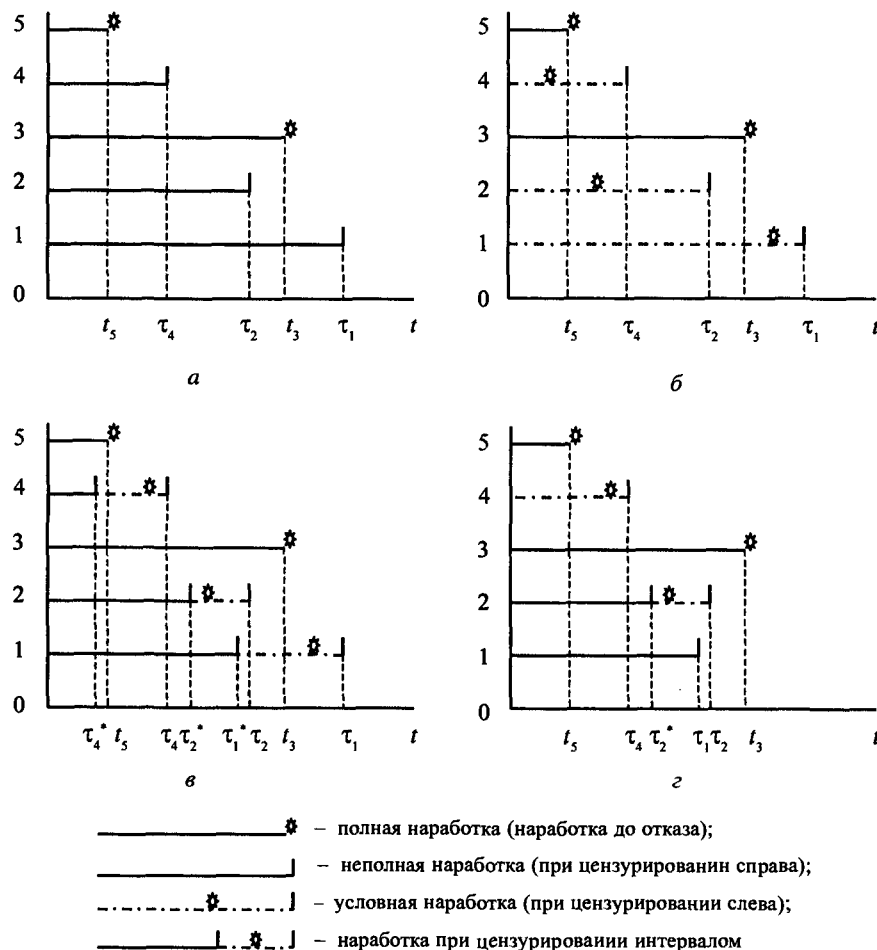 5
4
3
2
1
0
t₅ τ₄ τ₂ t₃ τ₁ t
а
5
4
3
2
1
0
t₅ τ₄ τ₂ t₃ τ₁ t
б
5
4
3
2
1
0
τ₄* t₅ τ₄ τ₂* τ₁* τ₂ t₃ τ₁ t
в
5
4
3
2
1
0
t₅ τ₄ τ₂* τ₁ τ₂ t₃ t
г
– полная наработка (наработка до отказа);
– неполная наработка (при цензурировании справа);
– условная наработка (при цензурировании слева);
– наработка при цензурировании интервалом